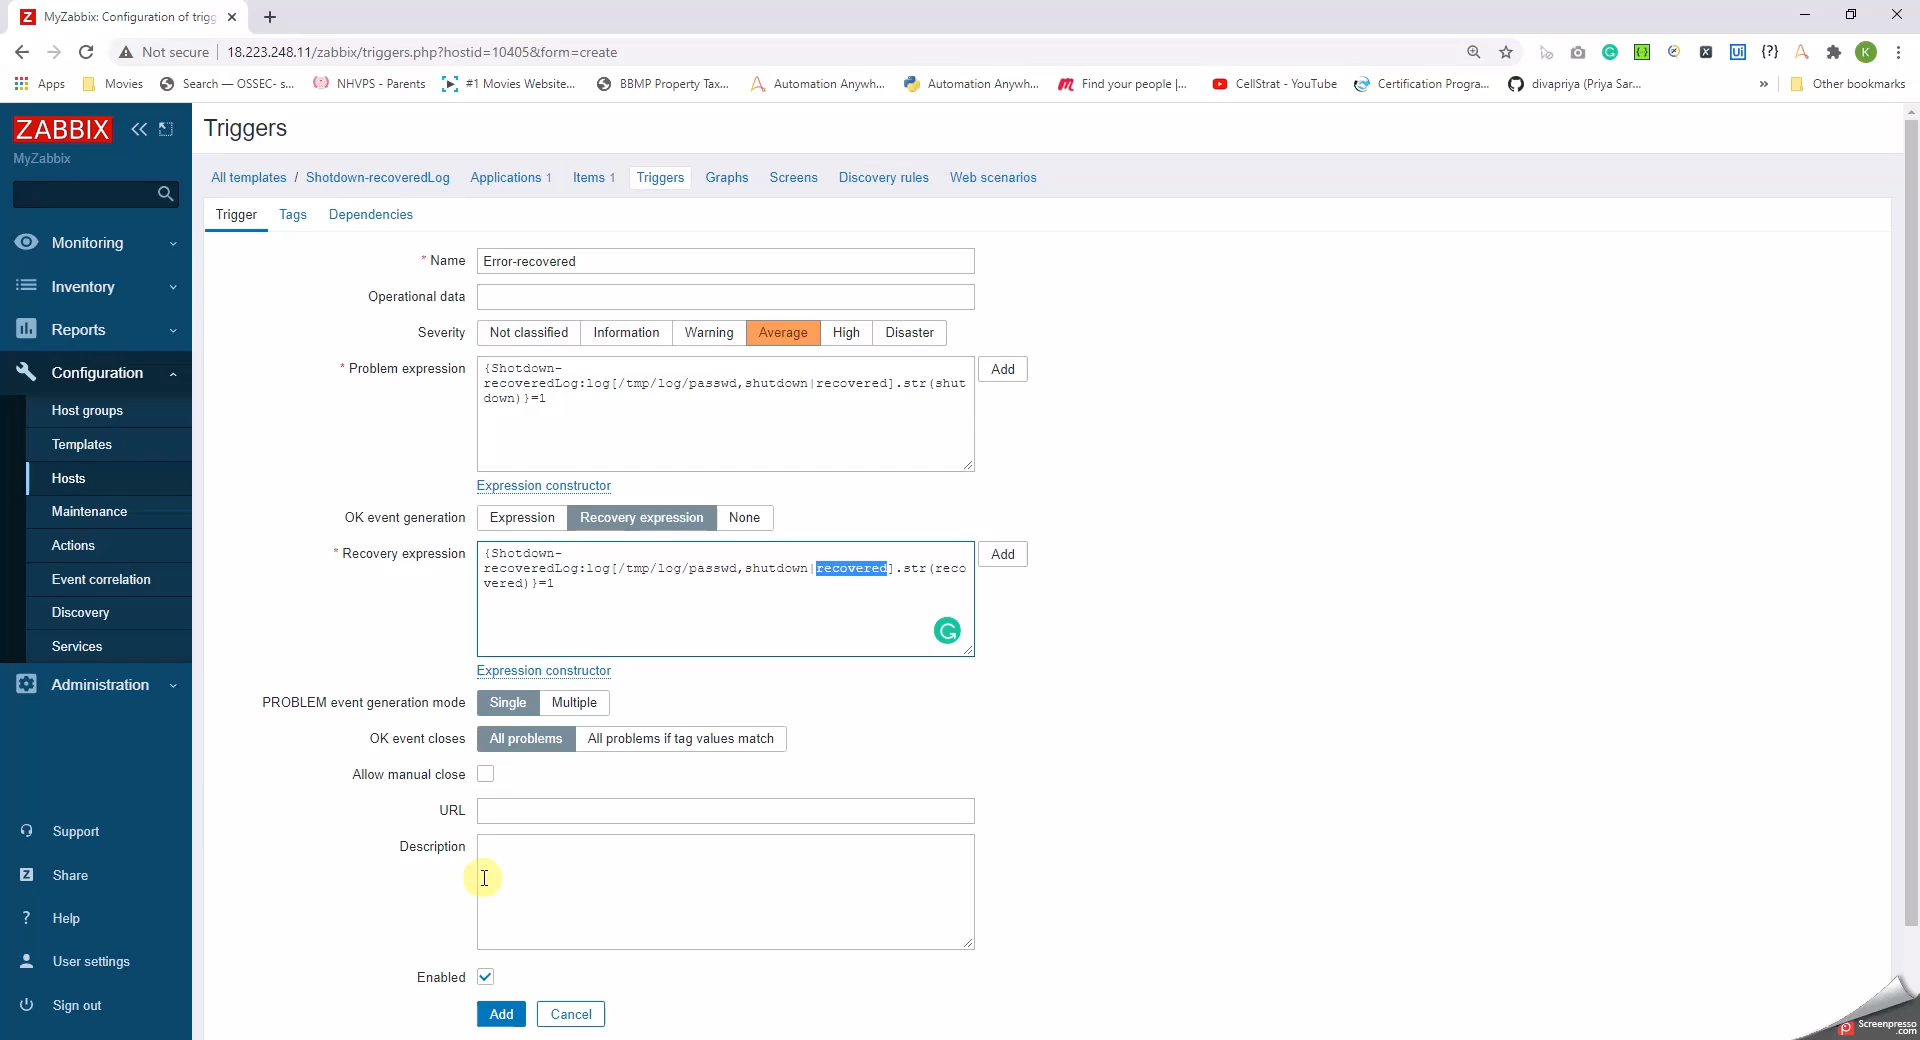 MyZabbix: Configuration of trigg
Not secure
18.223.248.11/zabbix/triggers.php?hostid=10405&form=create
K
Apps
Movies
Search — OSSEC- s...
NHVPS - Parents
#1 Movies Website...
BBMP Property Tax...
Automation Anywh...
Automation Anywh...
Find your people |...
CellStrat - YouTube
Certification Progra...
divapriya (Priya Sar...
»
Other bookmarks
ZABBIX
MyZabbix
Monitoring
Inventory
Reports
Configuration
Host groups
Templates
Hosts
Maintenance
Actions
Event correlation
Discovery
Services
Administration
Support
Share
Help
User settings
Sign out
Triggers
All templates / Shotdown-recoveredLog Applications 1 Items 1 Triggers Graphs Screens Discovery rules Web scenarios
Trigger Tags Dependencies
* Name Error-recovered
Operational data
Severity Not classified Information Warning Average High Disaster
* Problem expression Add
{Shotdown-
recoveredLog:log[/tmp/log/passwd,shutdown|recovered].str(shut
down)}=1
Expression constructor
OK event generation Expression Recovery expression None
* Recovery expression Add
{Shotdown-
recoveredLog:log[/tmp/log/passwd,shutdown|recovered].str(reco
vered)}=1
Expression constructor
PROBLEM event generation mode Single Multiple
OK event closes All problems All problems if tag values match
Allow manual close
URL
Description
Enabled
Add Cancel
Screenpresso
.com